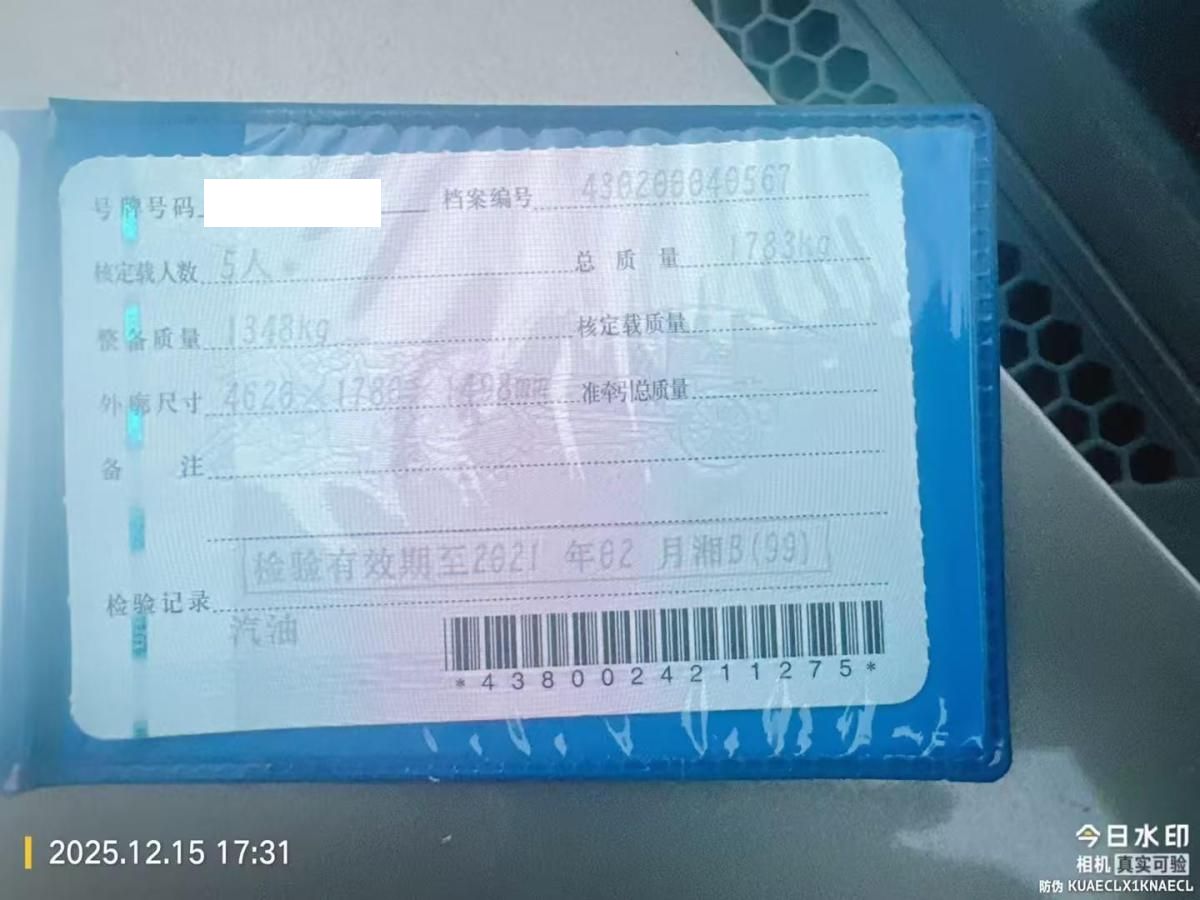 号牌号码
档案编号 430200040567
核定载人数 5人
总质量 1783kg
整备质量 1348kg
核定载质量
外廓尺寸 4620×1780×1498mm
准牵引总质量
备注
检验有效期至2021 年02 月湘B(99)
检验记录
汽油
*4380024211275*
2025.12.15 17:31
今日水印
相机 真实可验
防伪 KUAECLX1KNAECL